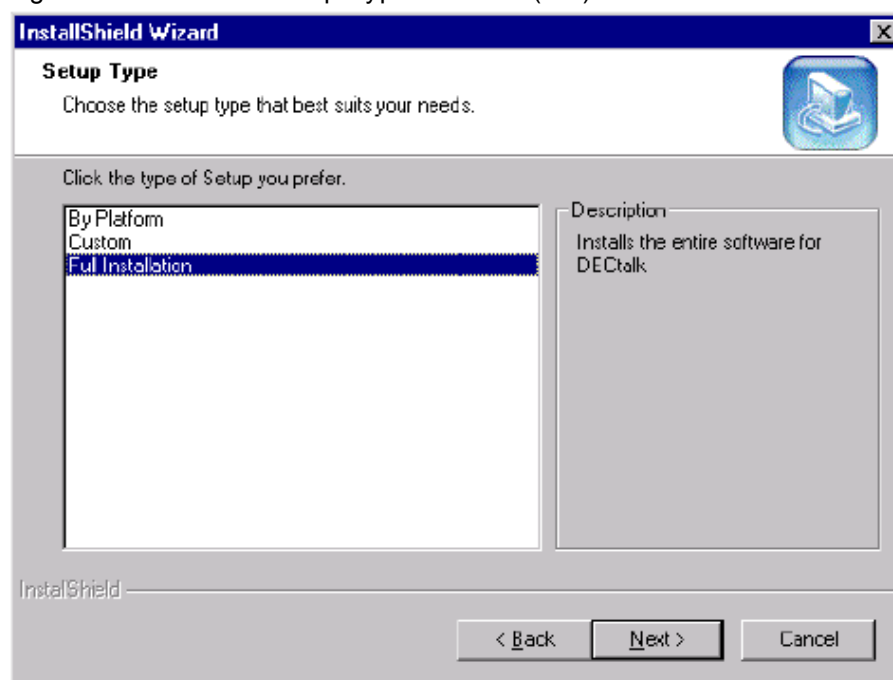 InstallShield Wizard
Setup Type
Choose the setup type that best suits your needs.
Click the type of Setup you prefer.
By Platform
Custom
Full Installation
Description
Installs the entire software for
DECtalk
InstallShield
< Back
Next >
Cancel